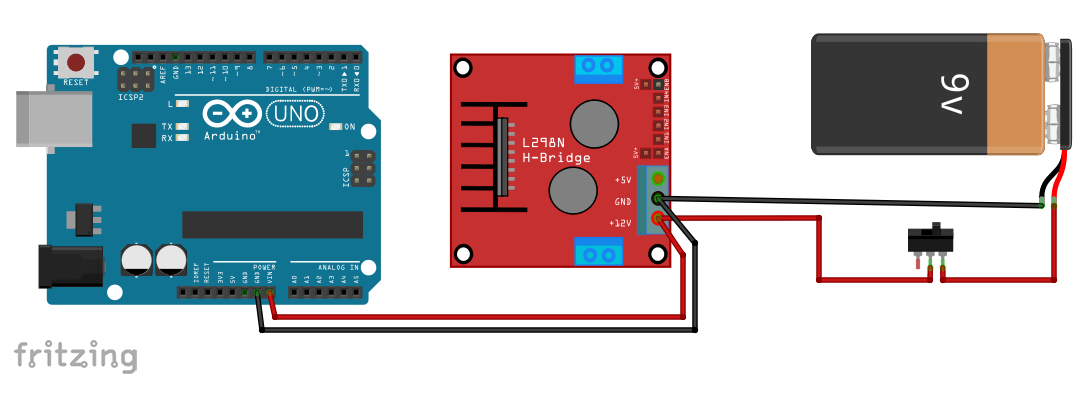 RESET
ICSP2
AREF
GND
13
12
~11
~10
~9
8
7
~6
~5
4
~3
2
TX0▶1
RX0◀0
DIGITAL (PWM=~)
L
TX
RX
UNO
Arduino™
ON
ICSP
1
IOREF
RESET
3V3
5V
GND
GND
VIN
POWER
ANALOG IN
A0
A1
A2
A3
A4
A5
L298N
H-Bridge
5V+
ENB
IN4
IN3
IN2
IN1
ENA
5V+
+5V
GND
+12V
9v
fritzing